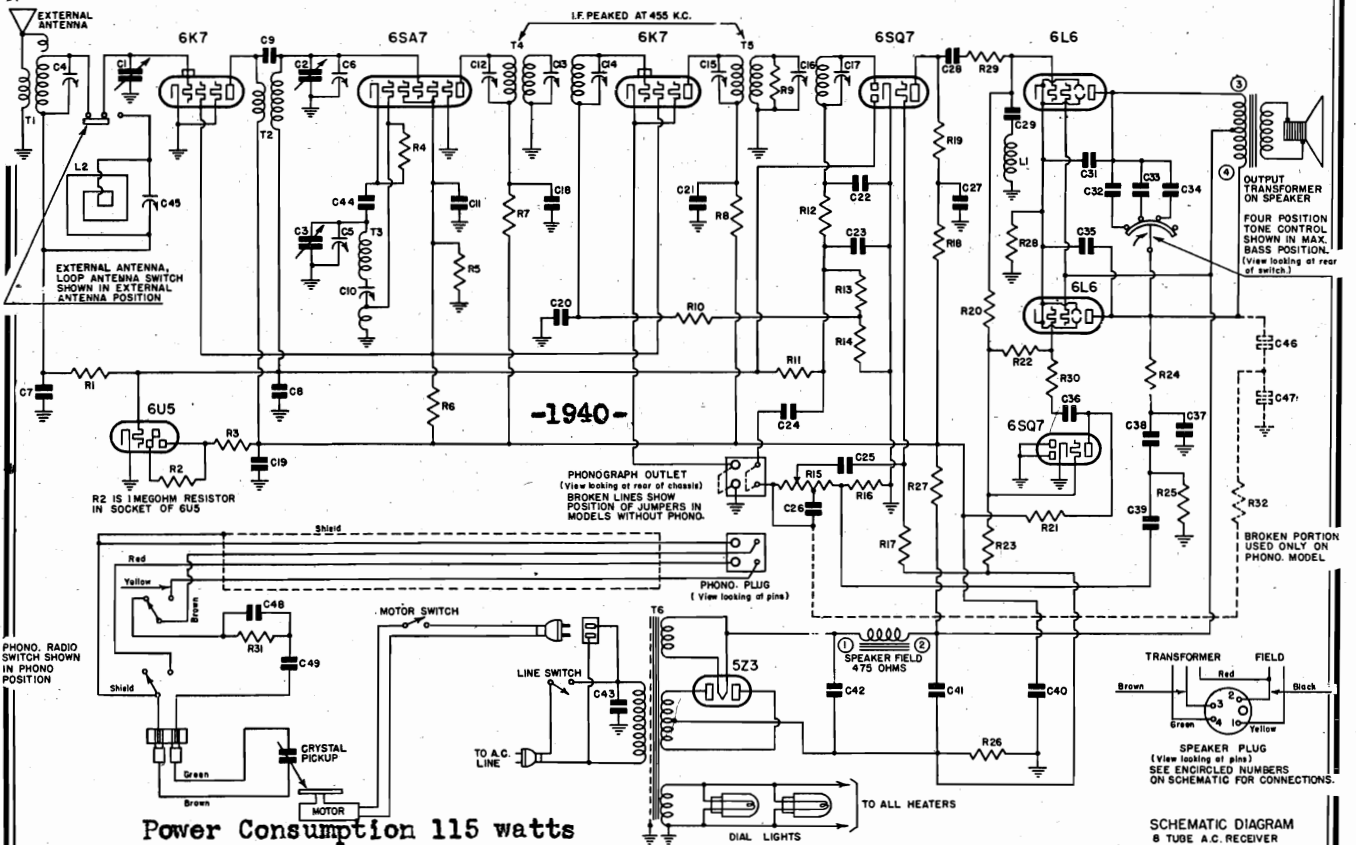 EXTERNAL
ANTENNA
I.F. PEAKED AT 455 K.C.
6K7
C9
6SA7
T4
6K7
T5
6SQ7
6L6
C4
C1
C2
C6
C12
C13
C14
C15
C16
C17
R9
C28
R29
T1
T2
C29
L1
3
4
OUTPUT
TRANSFORMER
ON SPEAKER
FOUR POSITION
TONE CONTROL
SHOWN IN MAX.
BASS POSITION.
(View looking at rear
of switch.)
L2
C45
R4
C44
C11
R7
C18
C21
R8
R12
C22
C23
R19
C27
R18
C31
C32
C33
C34
R28
C35
C3
C5
T3
C10
R5
EXTERNAL ANTENNA,
LOOP ANTENNA SWITCH
SHOWN IN EXTERNAL
ANTENNA POSITION
C20
R10
R13
R14
R20
6L6
C46
C47
C7
R1
C8
R11
R22
R30
R24
R6
-1940-
C24
6U5
R3
R2
C19
6SQ7
C36
C38
C37
R2 IS 1 MEGOHM RESISTOR
IN SOCKET OF 6U5
PHONOGRAPH OUTLET
(View looking at rear of chassis)
BROKEN LINES SHOW
POSITION OF JUMPERS IN
MODELS WITHOUT PHONO.
R15
C25
R16
C26
R27
R21
R25
C39
R32
R17
R23
BROKEN PORTION
USED ONLY ON
PHONO. MODEL
Shield
Red
Yellow
Brown
PHONO. PLUG
(View looking at pins)
C48
R31
C49
MOTOR SWITCH
T6
PHONO. RADIO
SWITCH SHOWN
IN PHONO
POSITION
Shield
LINE SWITCH
C43
5Z3
1
2
SPEAKER FIELD
475 OHMS
C42
C41
C40
R26
TRANSFORMER
FIELD
Red
Brown
Black
2
3
4
1
Green
Yellow
SPEAKER PLUG
(View looking at pins)
SEE ENCIRCLED NUMBERS
ON SCHEMATIC FOR CONNECTIONS.
CRYSTAL
PICKUP
Green
Brown
TO A.C.
LINE
MOTOR
TO ALL HEATERS
DIAL LIGHTS
Power Consumption 115 watts
SCHEMATIC DIAGRAM
8 TUBE A.C. RECEIVER